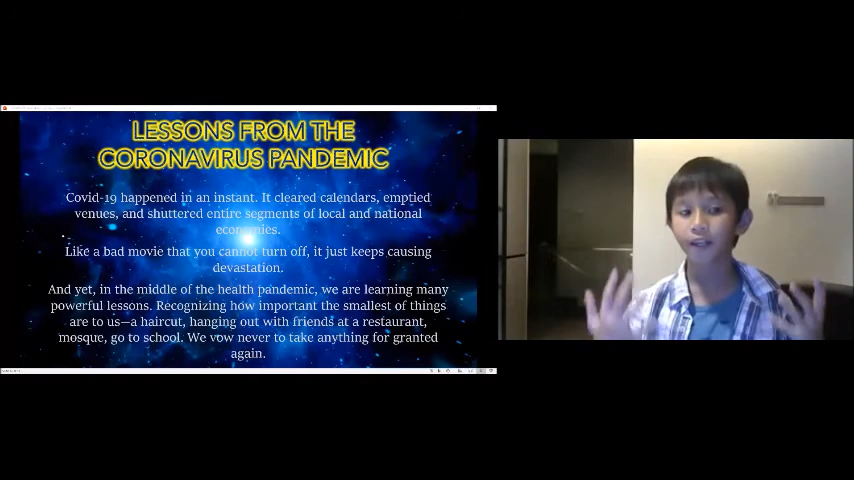 LESSONS FROM THE
CORONAVIRUS PANDEMIC
Covid-19 happened in an instant. It cleared calendars, emptied
venues, and shuttered entire segments of local and national
economies.
Like a bad movie that you cannot turn off, it just keeps causing
devastation.
And yet, in the middle of the health pandemic, we are learning many
powerful lessons. Recognizing how important the smallest of things
are to us—a haircut, hanging out with friends at a restaurant,
mosque, go to school. We vow never to take anything for granted
again.